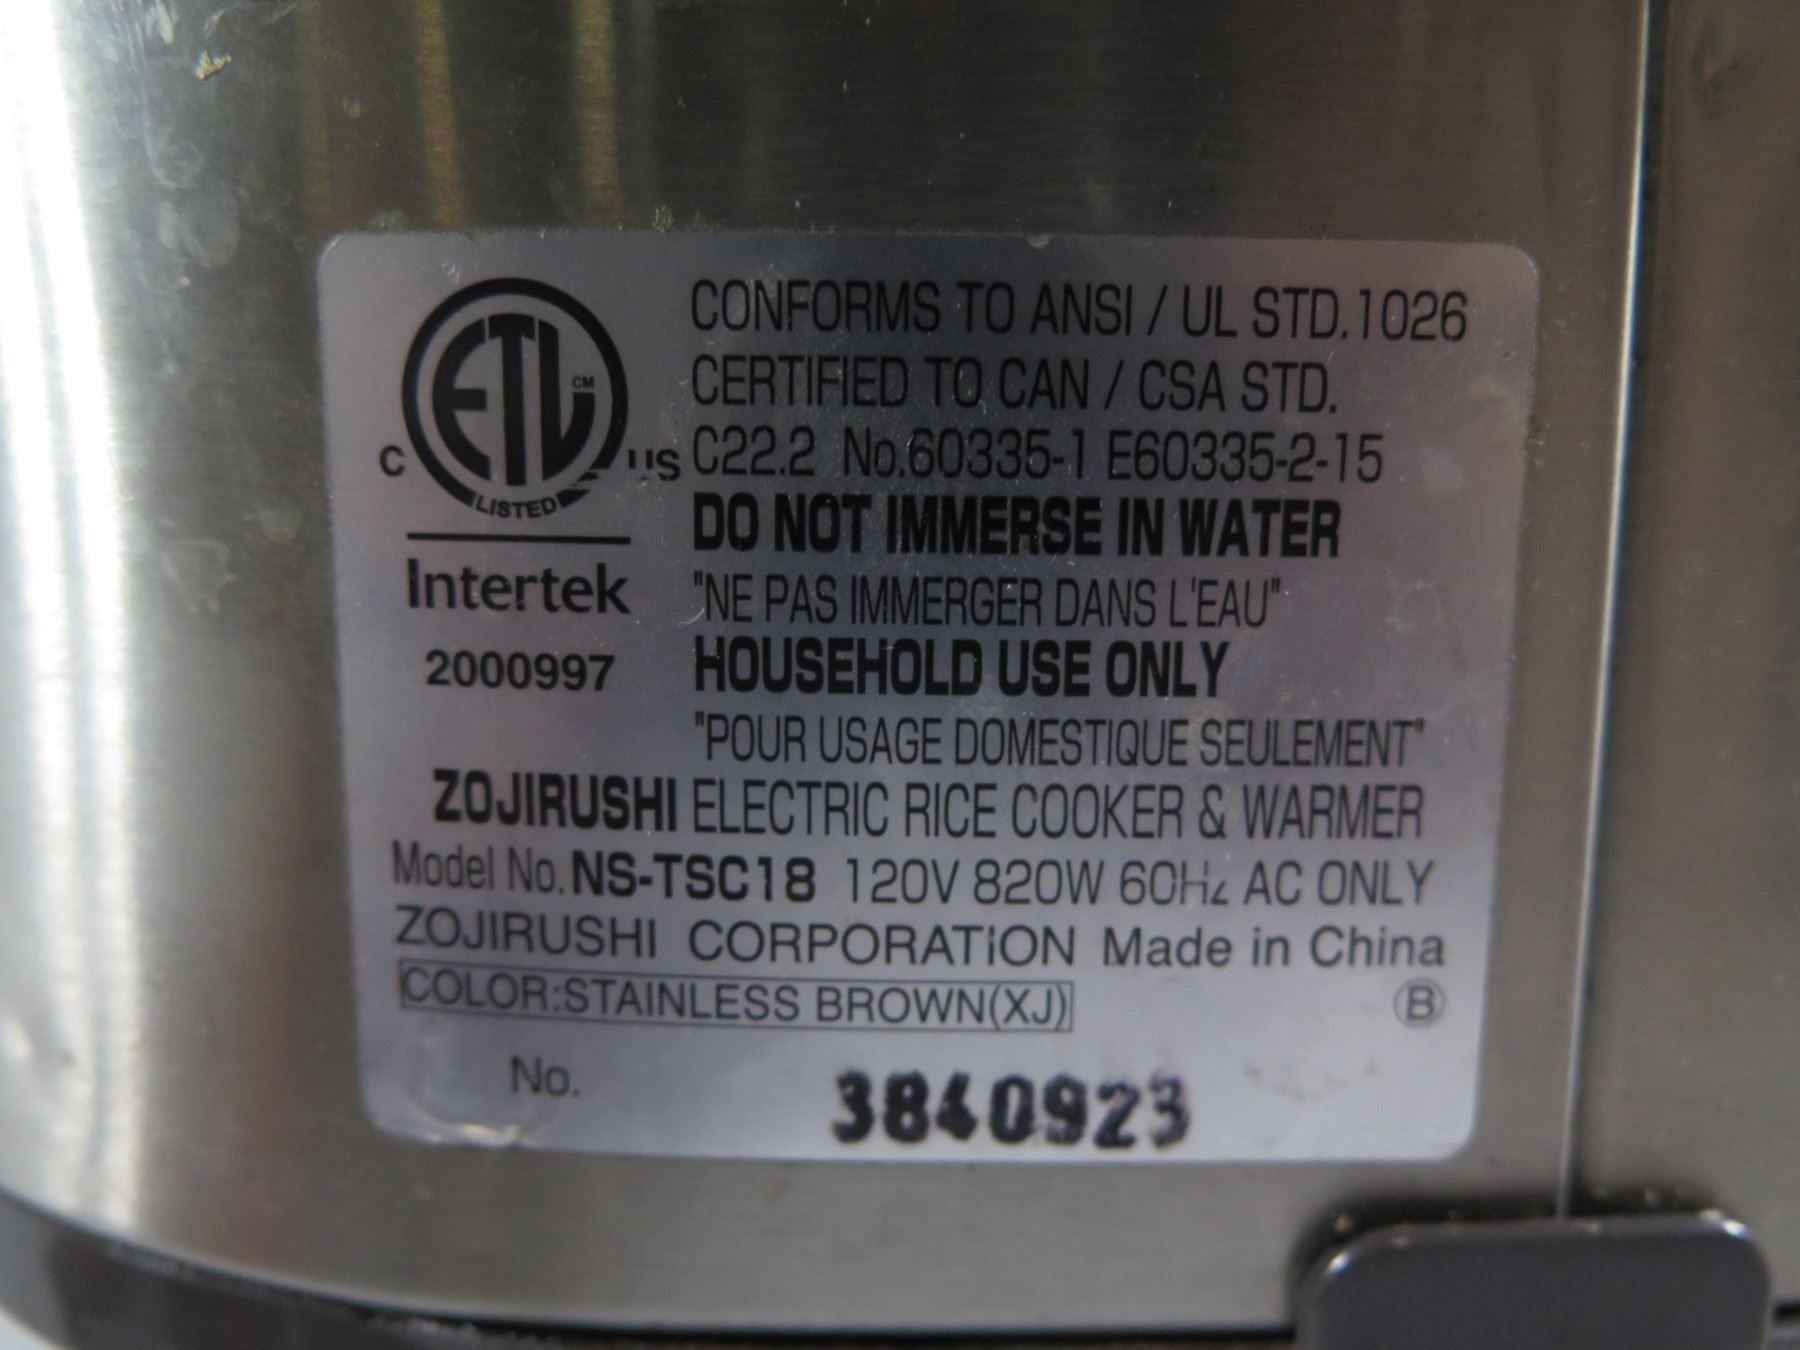 CONFORMS TO ANSI / UL STD.1026
CERTIFIED TO CAN / CSA STD.
C22.2 No.60335-1 E60335-2-15
DO NOT IMMERSE IN WATER
"NE PAS IMMERGER DANS L'EAU"
HOUSEHOLD USE ONLY
"POUR USAGE DOMESTIQUE SEULEMENT"
ETL CM
C US
LISTED
Intertek
2000997
ZOJIRUSHI ELECTRIC RICE COOKER & WARMER
Model No. NS-TSC18 120V 820W 60Hz AC ONLY
ZOJIRUSHI CORPORATION Made in China
COLOR:STAINLESS BROWN(XJ) Ⓑ
No. 3840923